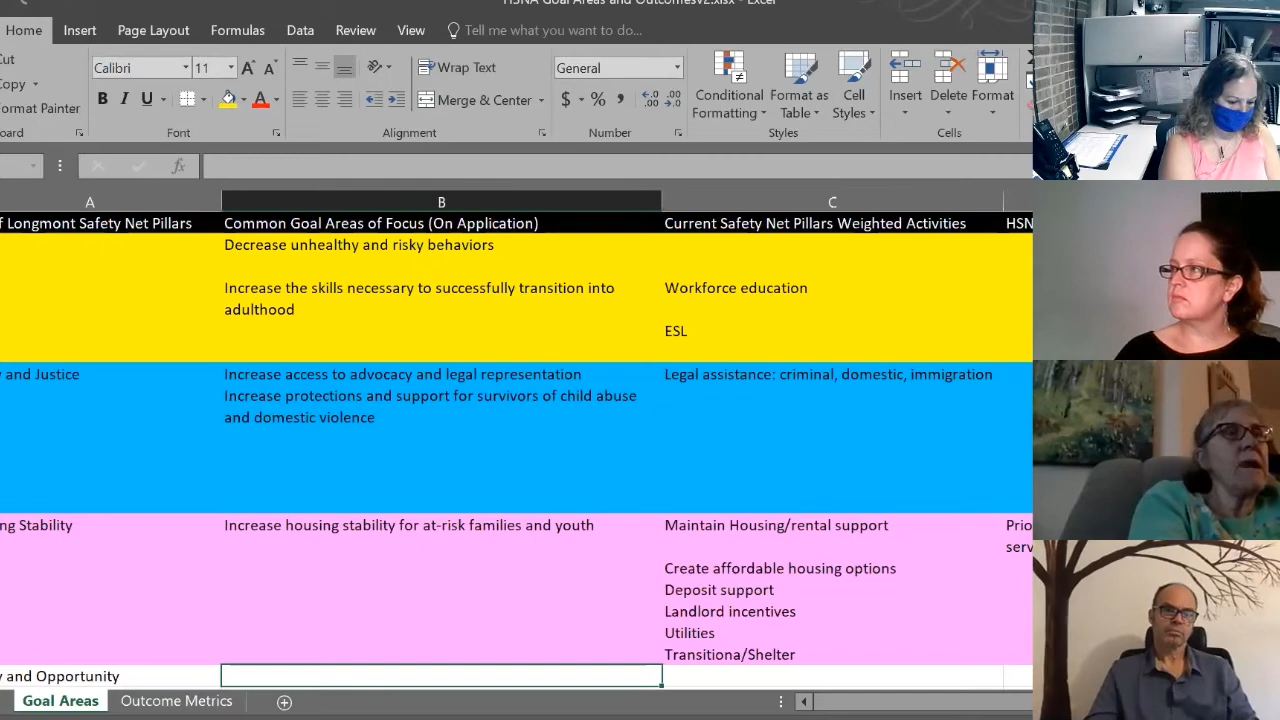 HSNA Goal Areas and Outcomesv2.xlsx - Excel
Home Insert Page Layout Formulas Data Review View Tell me what you want to do...
Cut
Calibri 11 A A Wrap Text General Conditional Formatting Format as Table Cell Styles Insert Delete Format
Copy
Format Painter B I U A Merge & Center $ % , .00
Font Alignment Number Styles Cells
fx
A B C
f Longmont Safety Net Pillars Common Goal Areas of Focus (On Application) Current Safety Net Pillars Weighted Activities HSN
Decrease unhealthy and risky behaviors
Increase the skills necessary to successfully transition into Workforce education
adulthood
ESL
y and Justice Increase access to advocacy and legal representation Legal assistance: criminal, domestic, immigration
Increase protections and support for survivors of child abuse
and domestic violence
ng Stability Increase housing stability for at-risk families and youth Maintain Housing/rental support Prio
serv
Create affordable housing options
Deposit support
Landlord incentives
Utilities
Transitiona/Shelter
y and Opportunity
Goal Areas Outcome Metrics